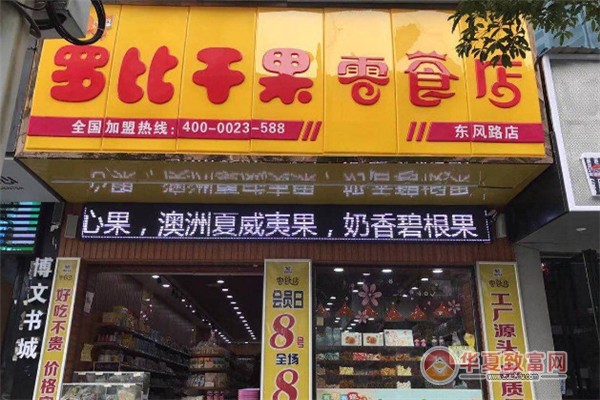 罗比干果零食店
全国加盟热线：400-0023-588
东风路店
心果，澳洲夏威夷果，奶香碧根果
博文书城
好吃不贵 价格
会员日
8号
全场
8
工厂源头
质
华夏致富网